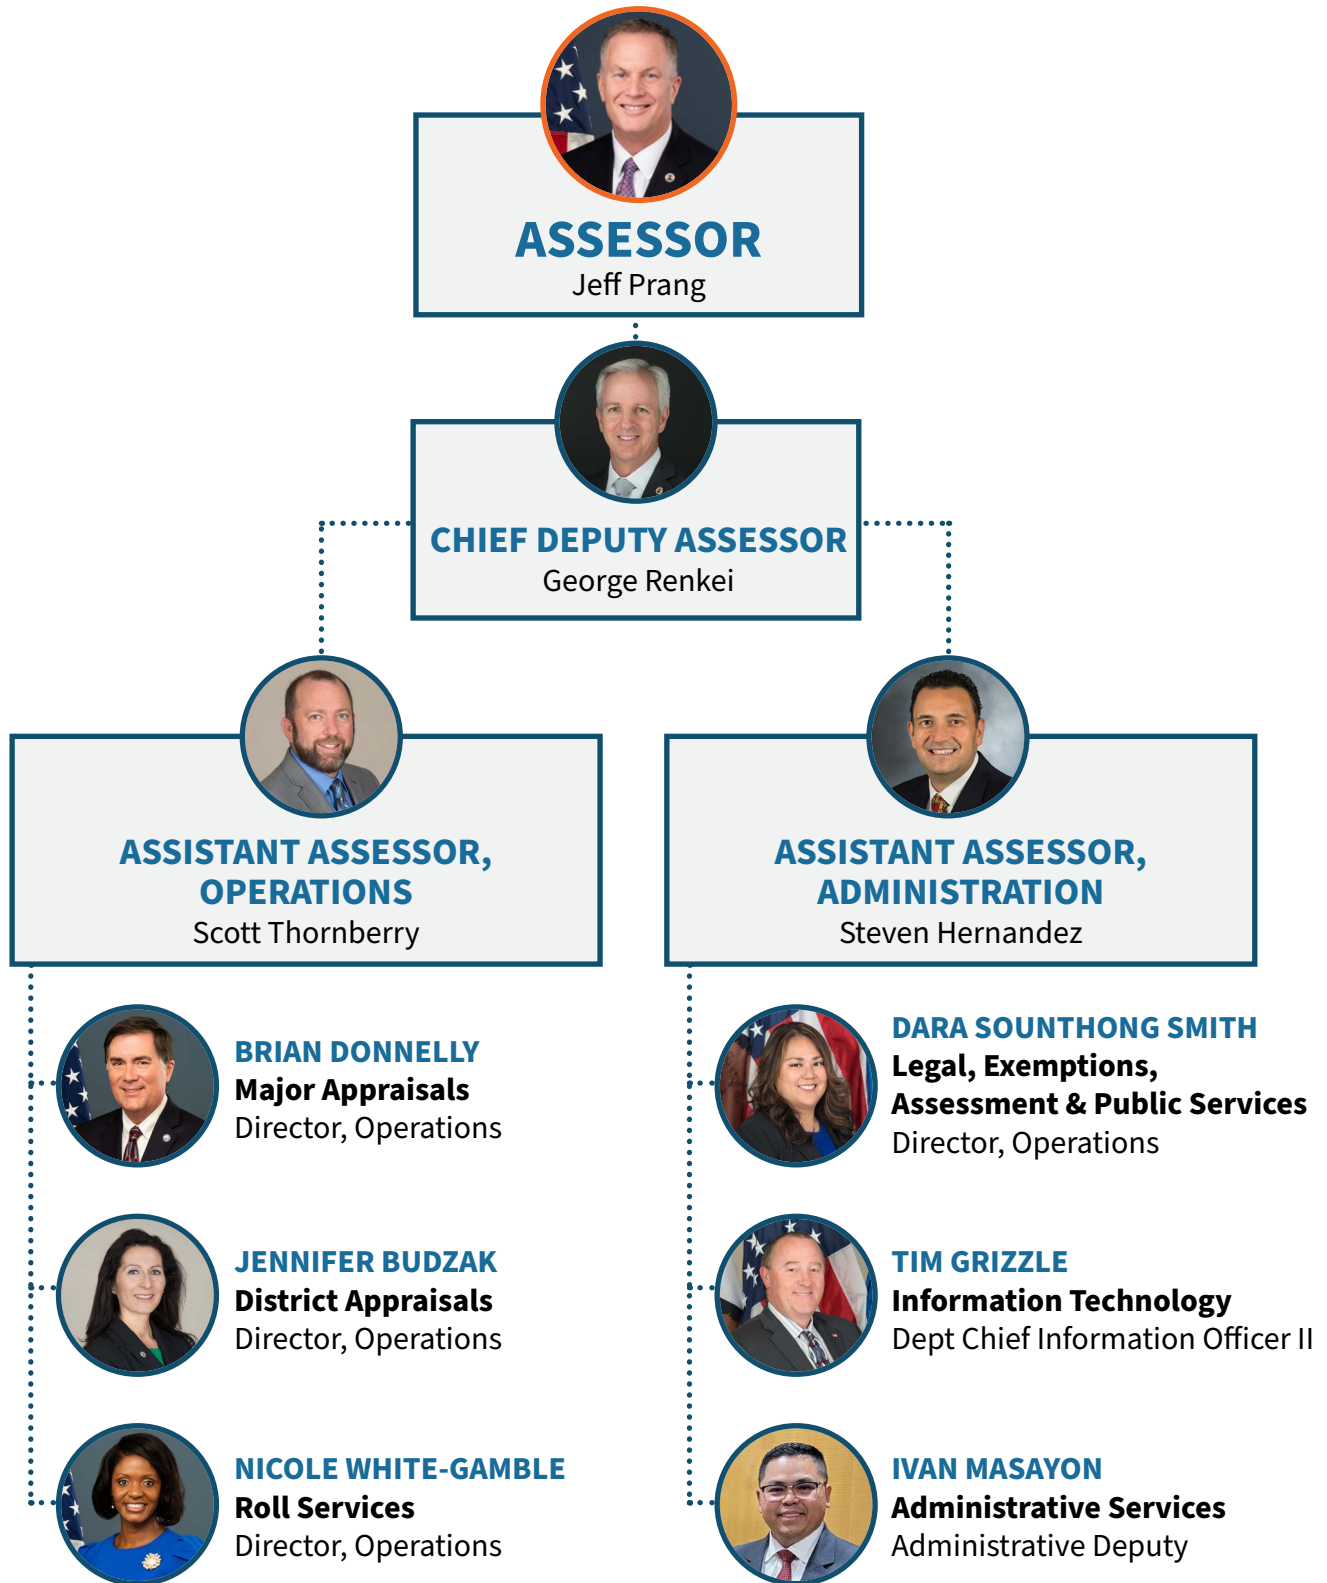 ASSESSOR
Jeff Prang
CHIEF DEPUTY ASSESSOR
George Renkei
ASSISTANT ASSESSOR,
OPERATIONS
Scott Thornberry
BRIAN DONNELLY
Major Appraisals
Director, Operations
JENNIFER BUDZAK
District Appraisals
Director, Operations
NICOLE WHITE-GAMBLE
Roll Services
Director, Operations
ASSISTANT ASSESSOR,
ADMINISTRATION
Steven Hernandez
DARA SOUNTHONG SMITH
Legal, Exemptions,
Assessment & Public Services
Director, Operations
TIM GRIZZLE
Information Technology
Dept Chief Information Officer II
IVAN MASAYON
Administrative Services
Administrative Deputy